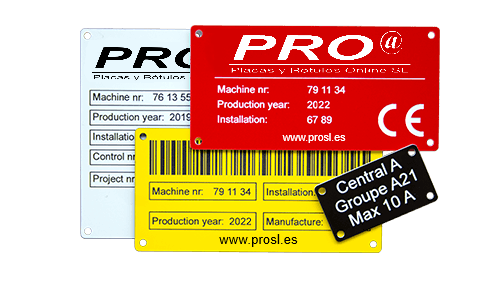 PRO
Placas y Rótulos Online SL
Machine nr: 76 13 55
Production year: 2019
Installation
Control nr
Project nr
PRO@
Placas y Rótulos Online SL
Machine nr: 79 11 34
Production year: 2022
Installation: 67 89
CE
www.prosl.es
Machine nr: 79 11 34
Installation:
Production year: 2022
Manufacture:
www.prosl.es
Central A
Groupe A21
Max 10 A